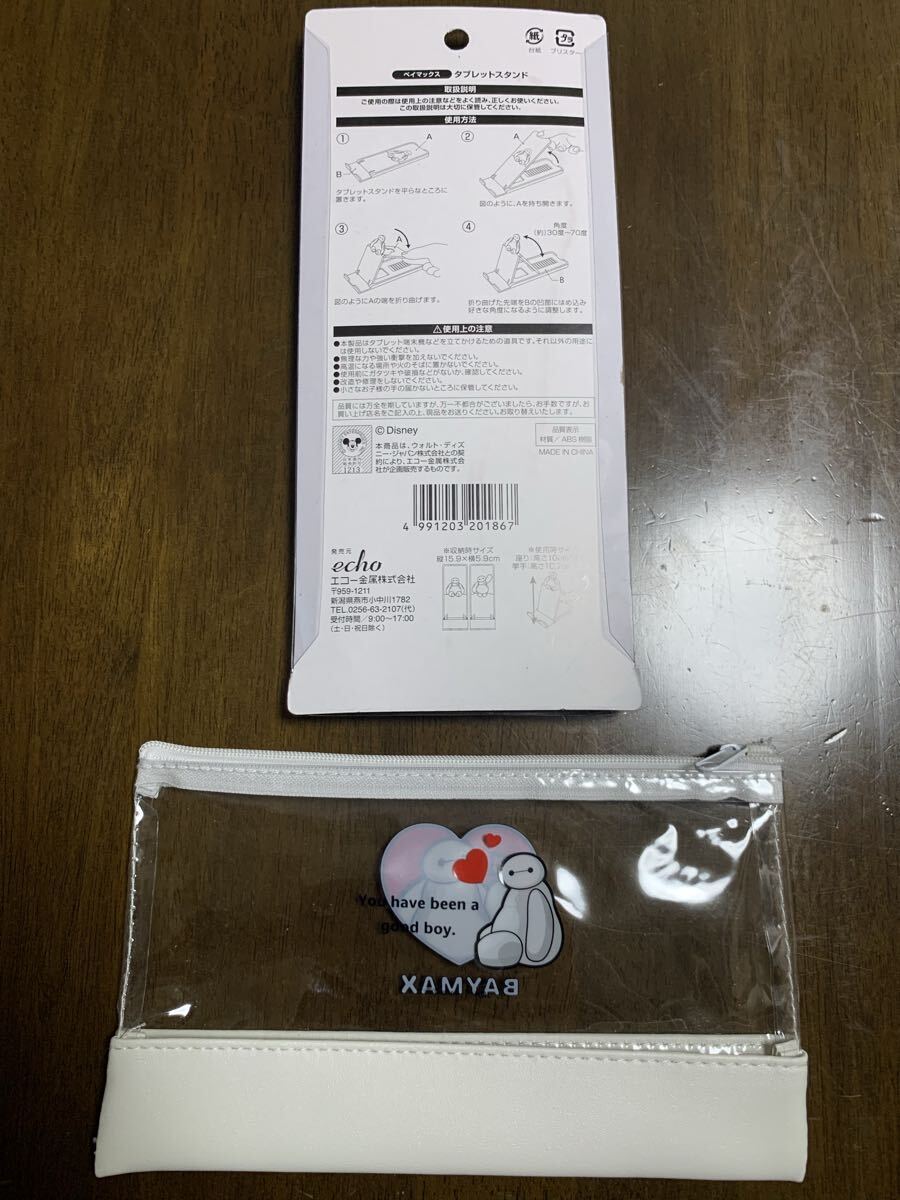 紙 プラ
台紙 ブリスター
ベイマックス タブレットスタンド
取扱説明
ご使用の際は使用上の注意などをよく読み、正しくお使いください。
この取扱説明は大切に保管してください。
使用方法
① A
B
タブレットスタンドを平らなところに
置きます。
② A
図のように、Aを持ち開きます。
③ A
図のようにAの端を折り曲げます。
④ 角度
(約)30度~70度
B
折り曲げた先端をBの凹部にはめ込み
好きな角度になるように調整します。
⚠使用上の注意
●本製品はタブレット端末機などを立てかけるための道具です。それ以外の用途に
は使用しないでください。
●無理な力や強い衝撃を加えないでください。
●高温になる場所や火のそばに置かないでください。
●使用前にガタツキや破損などがないか、確認してください。
●改造や修理をしないでください。
●小さなお子様の手の届かないところに保管してください。
品質には万全を期していますが、万一不都合がございましたら、お手数ですが、お
買い上げ店名をご記入の上、現品をお送りください。お取り替えいたします。
© Disney
本商品は、ウォルト・ディズ
ニー・ジャパン株式会社との契
約により、エコー金属株式会
社が企画販売するものです。
1213
品質表示
材質/ABS樹脂
MADE IN CHINA
4 991203 201867
発売元
echo
エコー金属株式会社
〒959-1211
新潟県燕市小中川1782
TEL.0256-63-2107(代)
受付時間/9:00~17:00
(土・日・祝日除く)
※収納時サイズ
縦15.9×横5.9cm
※使用時サイ
座り:高さ10cm
挙手:高さ10.
You have been a
good boy.
BAYMAX